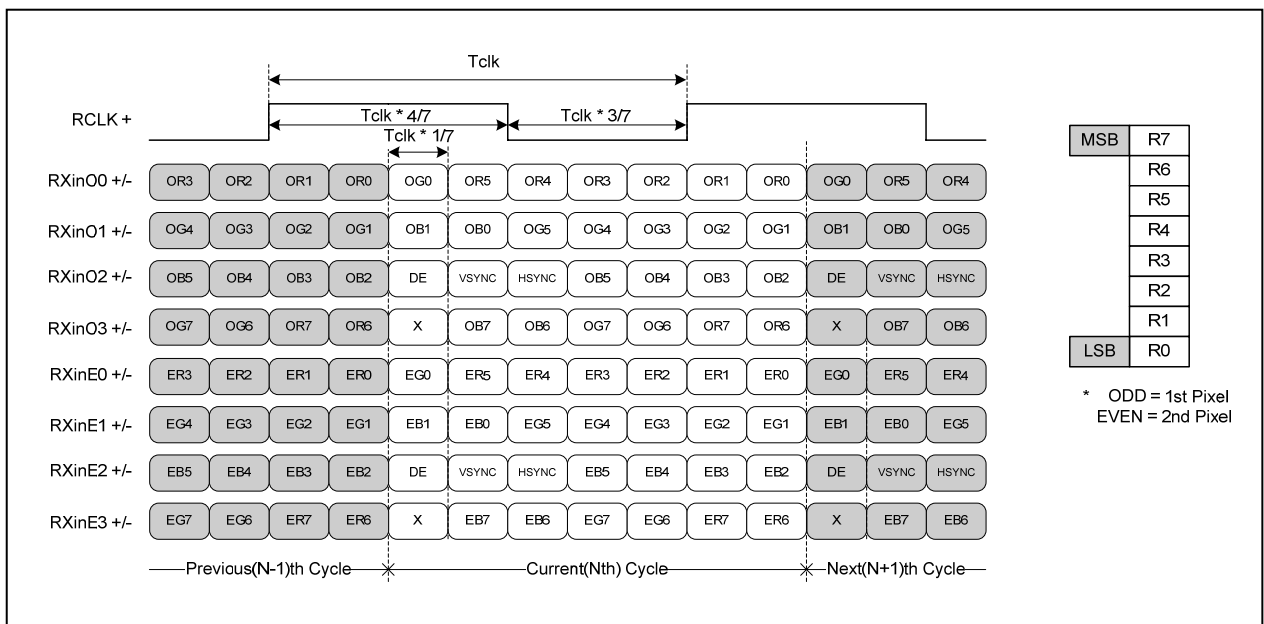 Tclk
RCLK +
Tclk * 4/7
Tclk * 3/7
Tclk * 1/7
RXinO0 +/- OR3 OR2 OR1 OR0 OG0 OR5 OR4 OR3 OR2 OR1 OR0 OG0 OR5 OR4
RXinO1 +/- OG4 OG3 OG2 OG1 OB1 OB0 OG5 OG4 OG3 OG2 OG1 OB1 OB0 OG5
RXinO2 +/- OB5 OB4 OB3 OB2 DE VSYNC HSYNC OB5 OB4 OB3 OB2 DE VSYNC HSYNC
RXinO3 +/- OG7 OG6 OR7 OR6 X OB7 OB6 OG7 OG6 OR7 OR6 X OB7 OB6
RXinE0 +/- ER3 ER2 ER1 ER0 EG0 ER5 ER4 ER3 ER2 ER1 ER0 EG0 ER5 ER4
RXinE1 +/- EG4 EG3 EG2 EG1 EB1 EB0 EG5 EG4 EG3 EG2 EG1 EB1 EB0 EG5
RXinE2 +/- EB5 EB4 EB3 EB2 DE VSYNC HSYNC EB5 EB4 EB3 EB2 DE VSYNC HSYNC
RXinE3 +/- EG7 EG6 ER7 ER6 X EB7 EB6 EG7 EG6 ER7 ER6 X EB7 EB6
Previous(N-1)th Cycle Current(Nth) Cycle Next(N+1)th Cycle
MSB R7
R6
R5
R4
R3
R2
R1
LSB R0
* ODD = 1st Pixel
EVEN = 2nd Pixel